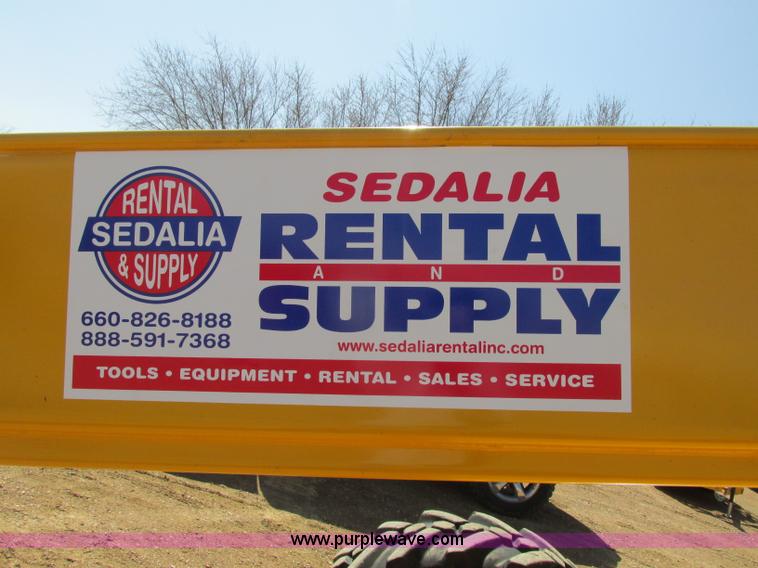 RENTAL
SEDALIA
& SUPPLY
660-826-8188
888-591-7368
SEDALIA
RENTAL
AND
SUPPLY
www.sedaliarentalinc.com
TOOLS • EQUIPMENT • RENTAL • SALES • SERVICE
www.purplewave.com